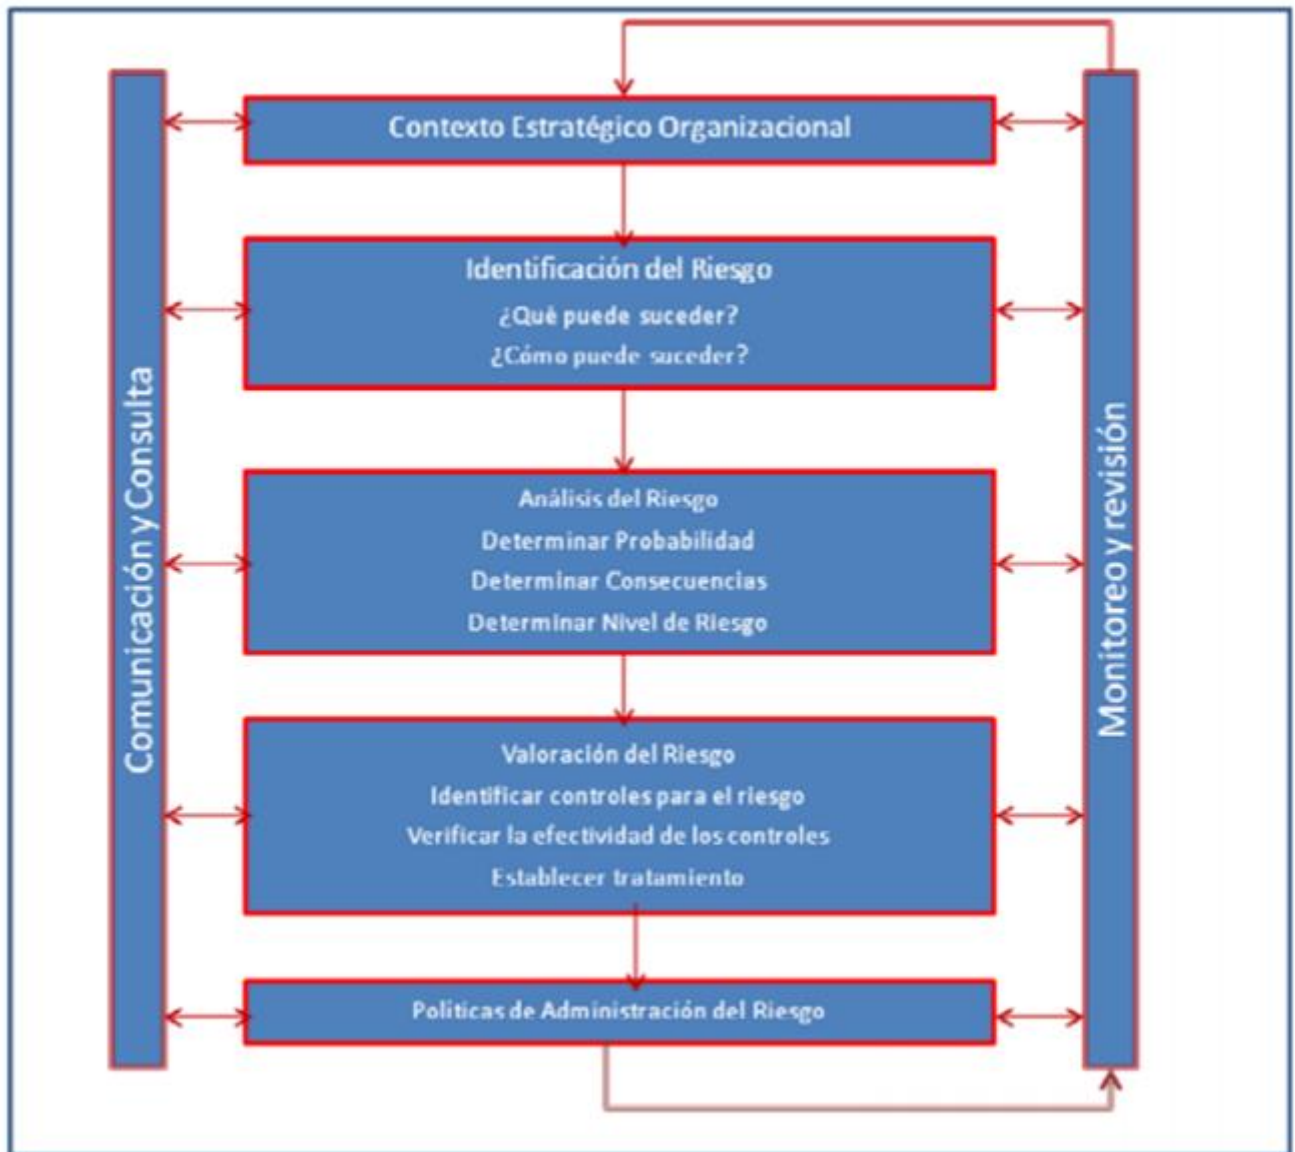 Contexto Estratégico Organizacional
Identificación del Riesgo
¿Qué puede suceder?
¿Cómo puede suceder?
Análisis del Riesgo
Determinar Probabilidad
Determinar Consecuencias
Determinar Nivel de Riesgo
Valoración del Riesgo
Identificar controles para el riesgo
Verificar la efectividad de los controles
Establecer tratamiento
Políticas de Administración del Riesgo
Comunicación y Consulta
Monitoreo y revisión